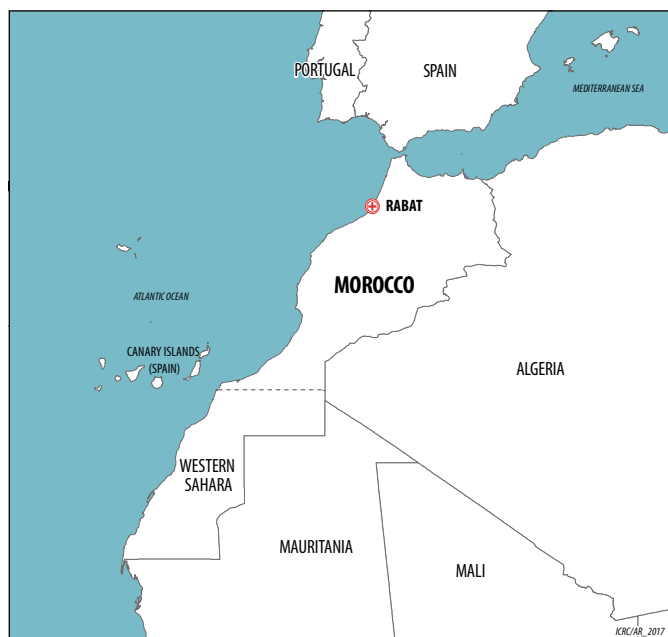 PORTUGAL
SPAIN
MEDITERRANEAN SEA
RABAT
MOROCCO
ATLANTIC OCEAN
CANARY ISLANDS
(SPAIN)
ALGERIA
WESTERN
SAHARA
MAURITANIA
MALI
ICRC/AR_2017